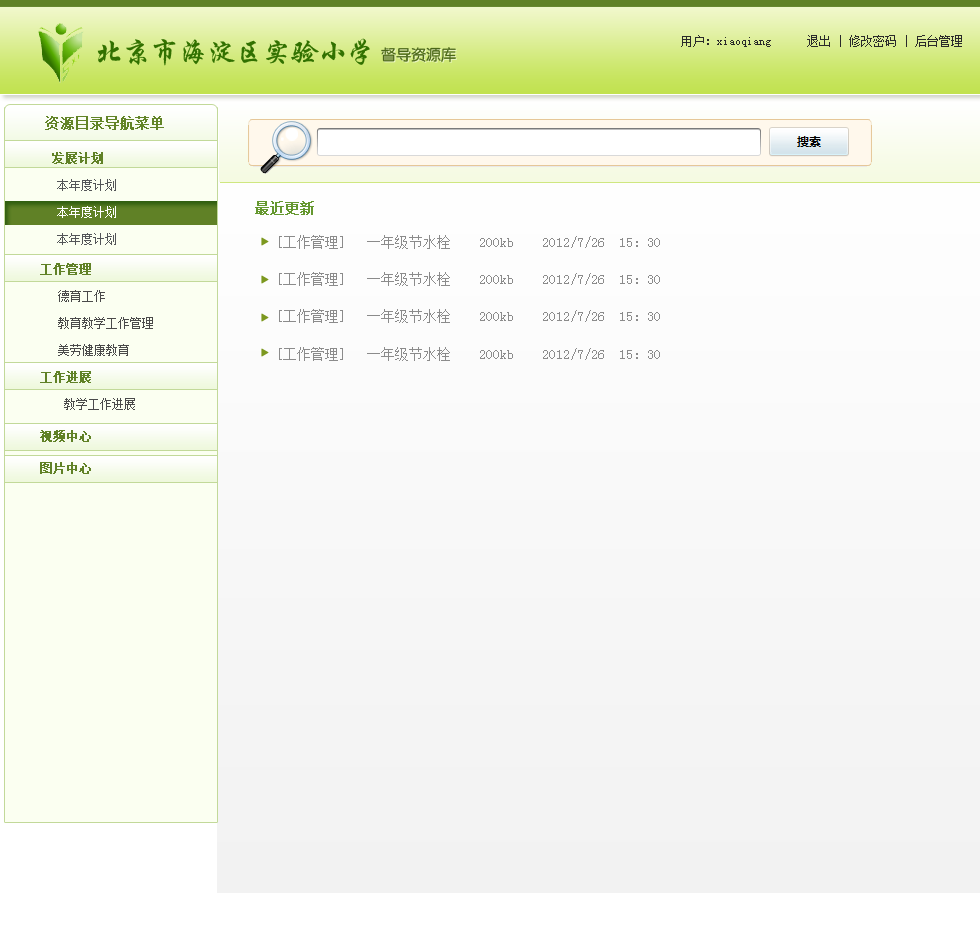 北京市海淀区实验小学 督导资源库
用户：xiaoqiang 退出 | 修改密码 | 后台管理
资源目录导航菜单
发展计划
本年度计划
本年度计划
本年度计划
工作管理
德育工作
教育教学工作管理
美劳健康教育
工作进展
教学工作进展
视频中心
图片中心
搜索
最近更新
[工作管理] 一年级节水栓 200kb 2012/7/26 15：30
[工作管理] 一年级节水栓 200kb 2012/7/26 15：30
[工作管理] 一年级节水栓 200kb 2012/7/26 15：30
[工作管理] 一年级节水栓 200kb 2012/7/26 15：30